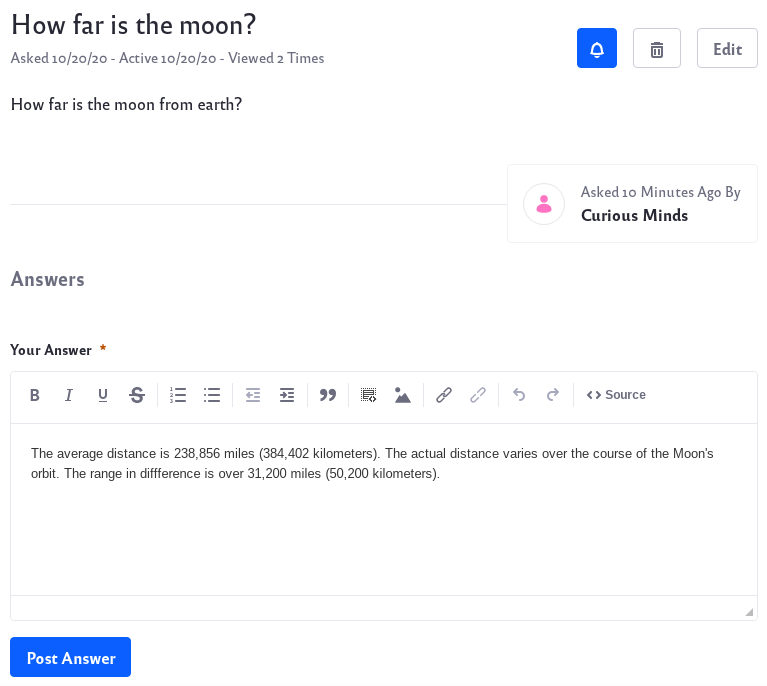 How far is the moon?
Asked 10/20/20 - Active 10/20/20 - Viewed 2 Times
Edit
How far is the moon from earth?
Asked 10 Minutes Ago By
Curious Minds
Answers
Your Answer *
B I U S Source
The average distance is 238,856 miles (384,402 kilometers). The actual distance varies over the course of the Moon's
orbit. The range in diffference is over 31,200 miles (50,200 kilometers).
Post Answer